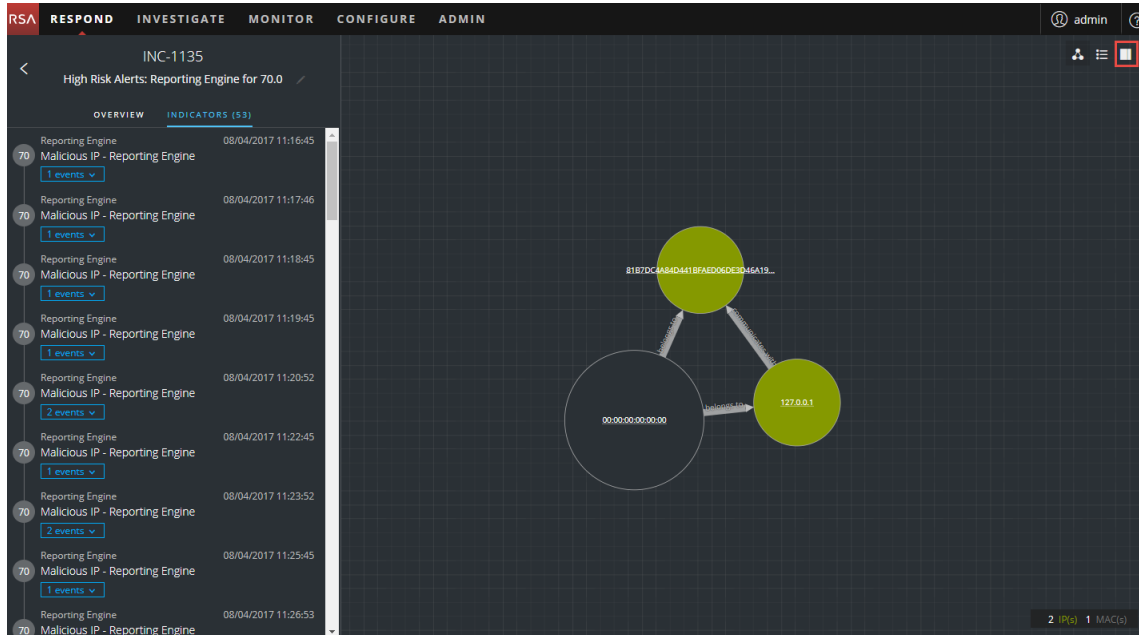 RSA RESPOND INVESTIGATE MONITOR CONFIGURE ADMIN admin ?
INC-1135
High Risk Alerts: Reporting Engine for 70.0
OVERVIEW INDICATORS (53)
Reporting Engine 08/04/2017 11:16:45
70 Malicious IP - Reporting Engine
1 events
Reporting Engine 08/04/2017 11:17:46
70 Malicious IP - Reporting Engine
1 events
Reporting Engine 08/04/2017 11:18:45
70 Malicious IP - Reporting Engine
1 events
Reporting Engine 08/04/2017 11:19:45
70 Malicious IP - Reporting Engine
1 events
Reporting Engine 08/04/2017 11:20:52
70 Malicious IP - Reporting Engine
2 events
Reporting Engine 08/04/2017 11:22:45
70 Malicious IP - Reporting Engine
1 events
Reporting Engine 08/04/2017 11:23:52
70 Malicious IP - Reporting Engine
2 events
Reporting Engine 08/04/2017 11:25:45
70 Malicious IP - Reporting Engine
1 events
Reporting Engine 08/04/2017 11:26:53
70 Malicious IP - Reporting Engine
81B7DC4A84D441BFAED06DE3D46A19...
belongs to
communicates with
127.0.0.1
belongs to
00:00:00:00:00:00
2 IP(s) 1 MAC(s)